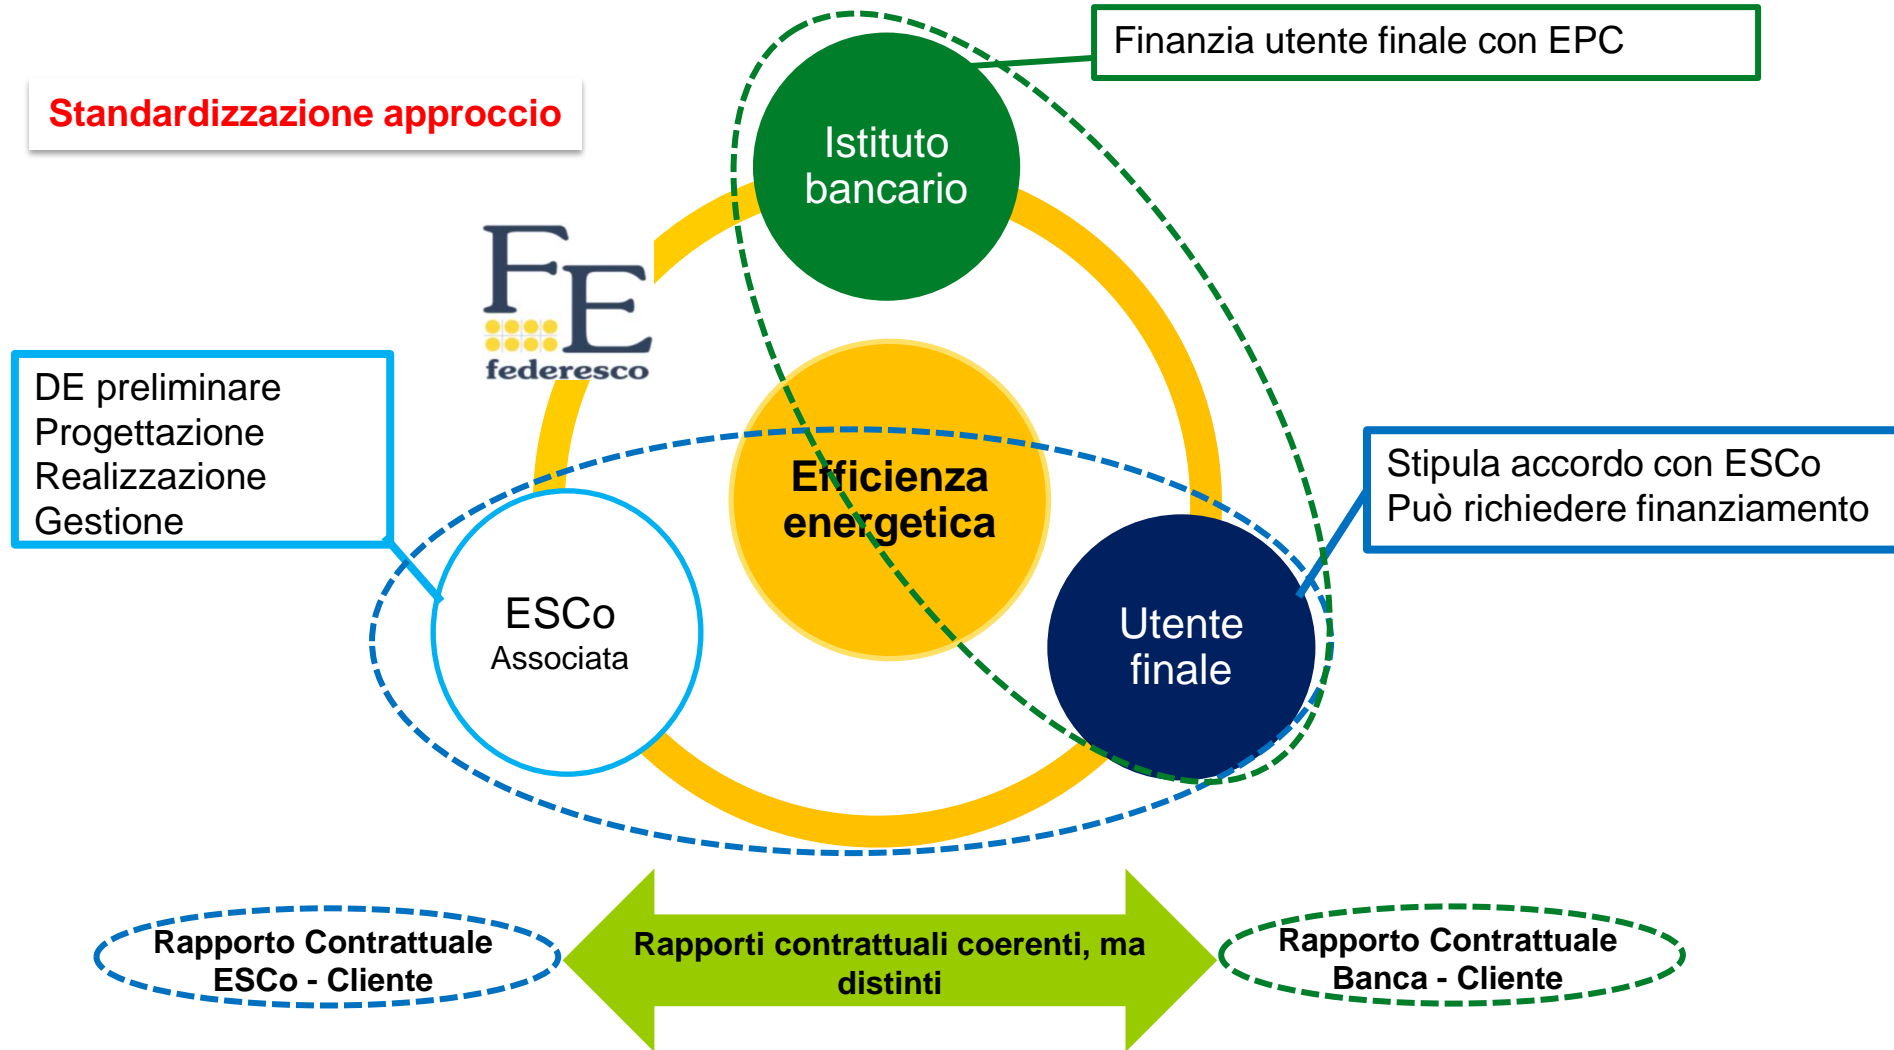 Finanzia utente finale con EPC
Standardizzazione approccio
Istituto
bancario
FE
federesco
DE preliminare
Progettazione
Realizzazione
Gestione
Efficienza
energetica
Stipula accordo con ESCo
Può richiedere finanziamento
ESCo
Associata
Utente
finale
Rapporto Contrattuale
ESCo - Cliente
Rapporti contrattuali coerenti, ma
distinti
Rapporto Contrattuale
Banca - Cliente